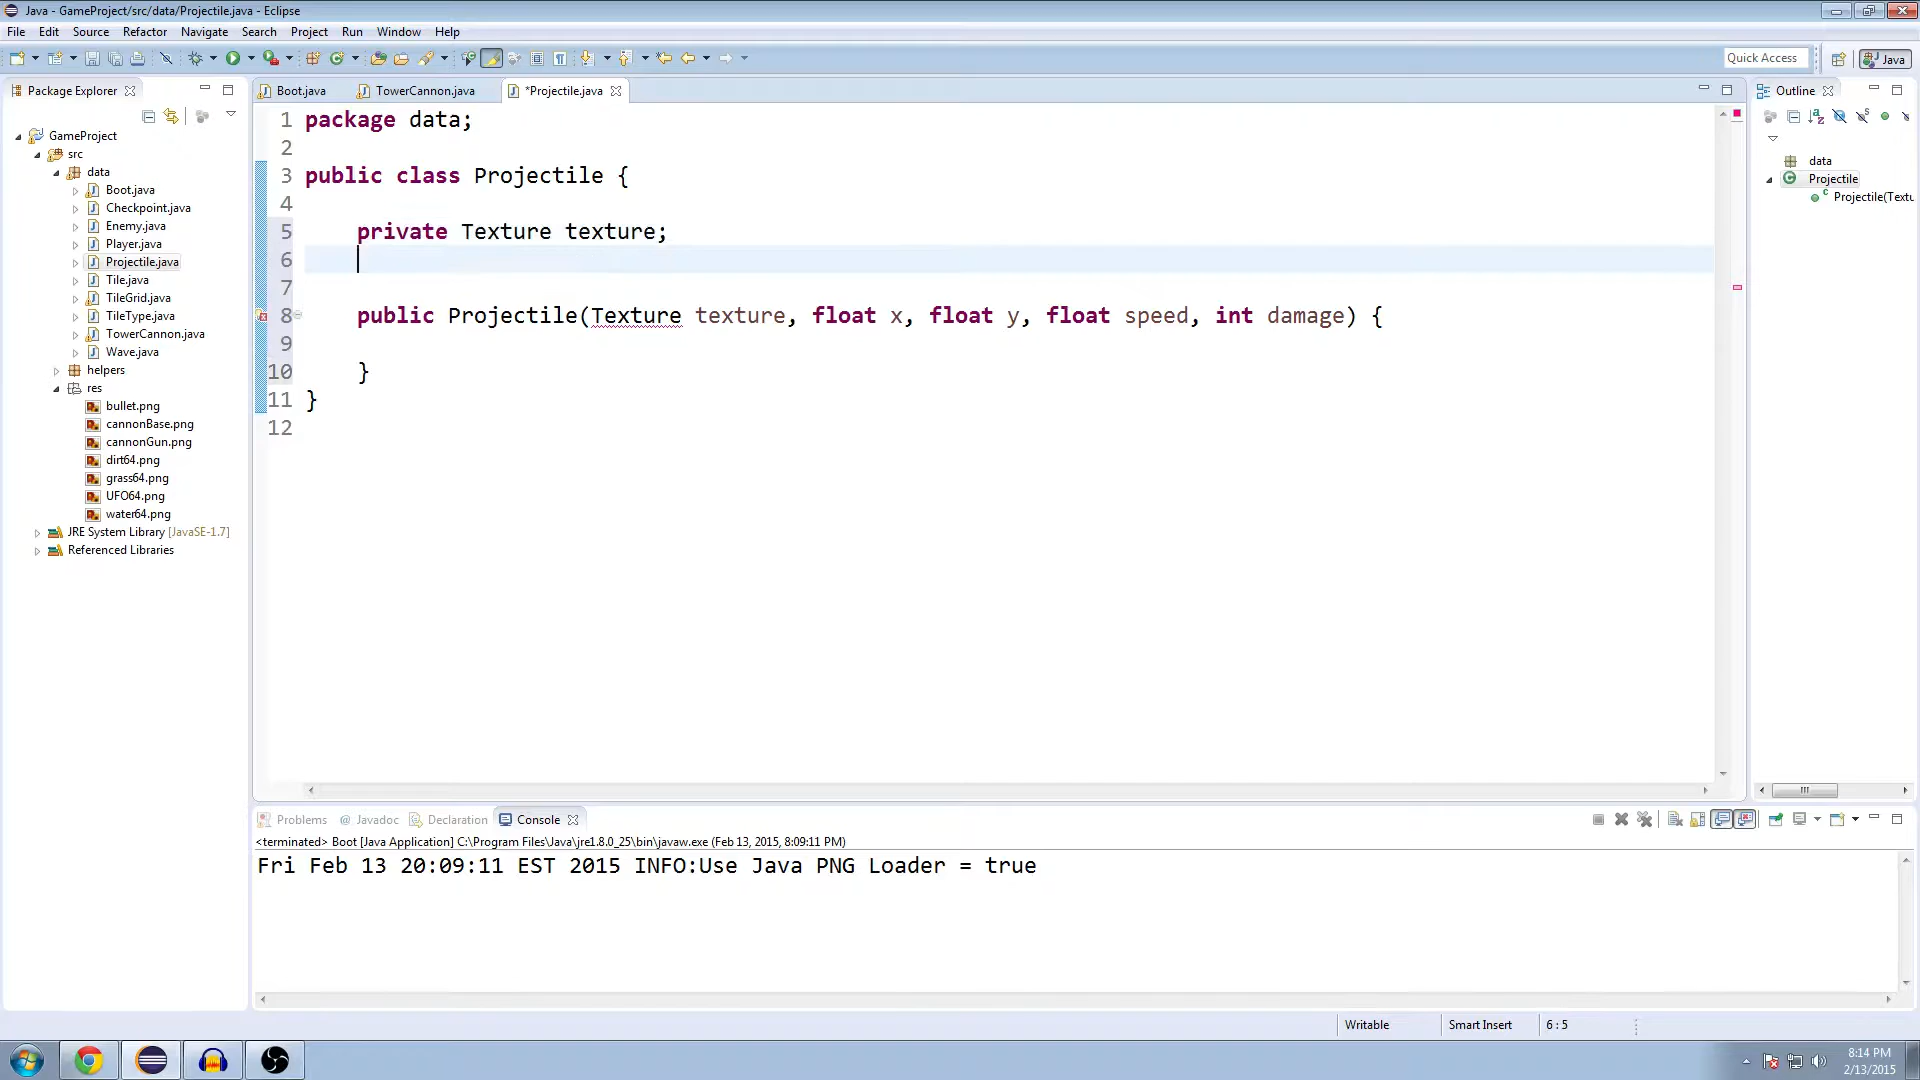 Java - GameProject/src/data/Projectile.java - Eclipse
File Edit Source Refactor Navigate Search Project Run Window Help
Quick Access
Java
Package Explorer
GameProject
src
data
Boot.java
Checkpoint.java
Enemy.java
Player.java
Projectile.java
Tile.java
TileGrid.java
TileType.java
TowerCannon.java
Wave.java
helpers
res
bullet.png
cannonBase.png
cannonGun.png
dirt64.png
grass64.png
UFO64.png
water64.png
JRE System Library [JavaSE-1.7]
Referenced Libraries
Boot.java TowerCannon.java *Projectile.java
1 package data;
2
3 public class Projectile {
4
5 private Texture texture;
6
7
8 public Projectile(Texture texture, float x, float y, float speed, int damage) {
9
10 }
11 }
12
Outline
data
Projectile
Projectile(Textu
Problems @ Javadoc Declaration Console
<terminated> Boot [Java Application] C:\Program Files\Java\jre1.8.0_25\bin\javaw.exe (Feb 13, 2015, 8:09:11 PM)
Fri Feb 13 20:09:11 EST 2015 INFO:Use Java PNG Loader = true
Writable Smart Insert 6 : 5
8:14 PM
2/13/2015